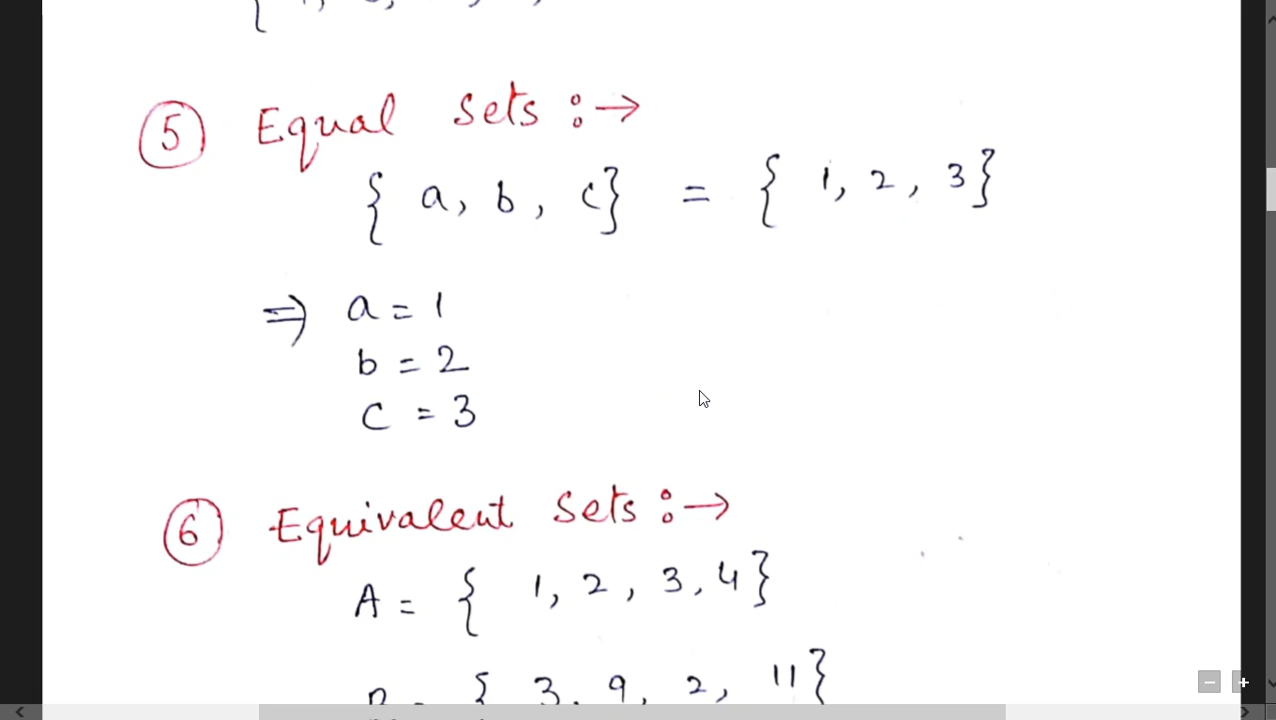 ⑤ Equal Sets :→
{ a, b, c} = { 1, 2, 3}
⇒ a = 1
b = 2
c = 3
⑥ Equivalent Sets :→
A = { 1, 2, 3, 4}
{ 3, 9, 2, 11}